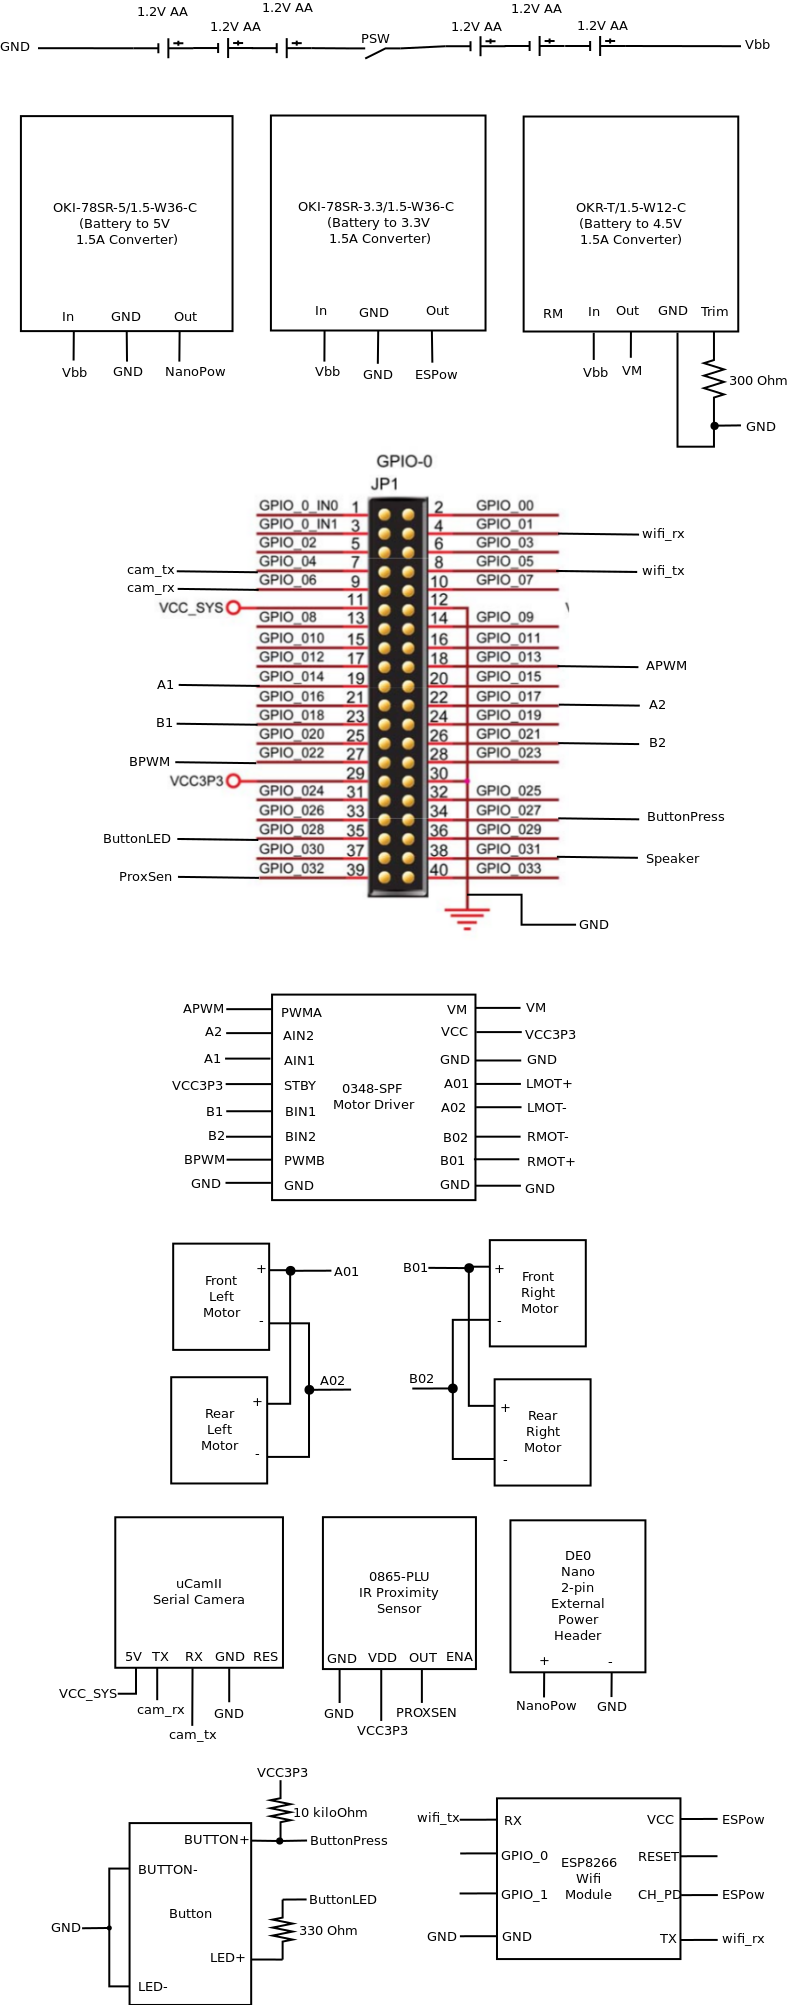 1.2V AA
1.2V AA
1.2V AA
1.2V AA
1.2V AA
1.2V AA
GND
PSW
Vbb
OKI-78SR-5/1.5-W36-C
(Battery to 5V
1.5A Converter)
In GND Out
Vbb GND NanoPow
OKI-78SR-3.3/1.5-W36-C
(Battery to 3.3V
1.5A Converter)
In GND Out
Vbb GND ESPow
OKR-T/1.5-W12-C
(Battery to 4.5V
1.5A Converter)
RM In Out GND Trim
Vbb VM
300 Ohm
GND
GPIO-0
JP1
GPIO_0_IN0 1 2 GPIO_00
GPIO_0_IN1 3 4 GPIO_01 wifi_rx
GPIO_02 5 6 GPIO_03
cam_tx GPIO_04 7 8 GPIO_05 wifi_tx
cam_rx GPIO_06 9 10 GPIO_07
VCC_SYS 11 12
GPIO_08 13 14 GPIO_09
GPIO_010 15 16 GPIO_011
GPIO_012 17 18 GPIO_013 APWM
A1 GPIO_014 19 20 GPIO_015
GPIO_016 21 22 GPIO_017 A2
B1 GPIO_018 23 24 GPIO_019
GPIO_020 25 26 GPIO_021 B2
BPWM GPIO_022 27 28 GPIO_023
VCC3P3 29 30
GPIO_024 31 32 GPIO_025
GPIO_026 33 34 GPIO_027 ButtonPress
ButtonLED GPIO_028 35 36 GPIO_029
GPIO_030 37 38 GPIO_031 Speaker
ProxSen GPIO_032 39 40 GPIO_033
GND
APWM PWMA VM VM
A2 AIN2 VCC VCC3P3
A1 AIN1 GND GND
VCC3P3 STBY A01 LMOT+
0348-SPF
Motor Driver
B1 BIN1 A02 LMOT-
B2 BIN2 B02 RMOT-
BPWM PWMB B01 RMOT+
GND GND GND GND
Front
Left
Motor
+
-
A01
Rear
Left
Motor
+
-
A02
B01
+
-
Front
Right
Motor
B02
+
-
Rear
Right
Motor
uCamII
Serial Camera
5V TX RX GND RES
VCC_SYS
cam_rx
GND
cam_tx
0865-PLU
IR Proximity
Sensor
GND VDD OUT ENA
GND
PROXSEN
VCC3P3
DE0
Nano
2-pin
External
Power
Header
+ -
NanoPow GND
VCC3P3
10 kiloOhm
BUTTON+ ButtonPress
BUTTON-
Button
ButtonLED
330 Ohm
GND
LED+
LED-
wifi_tx RX VCC ESPow
GPIO_0 RESET
ESP8266
Wifi
Module
GPIO_1 CH_PD ESPow
GND GND TX wifi_rx